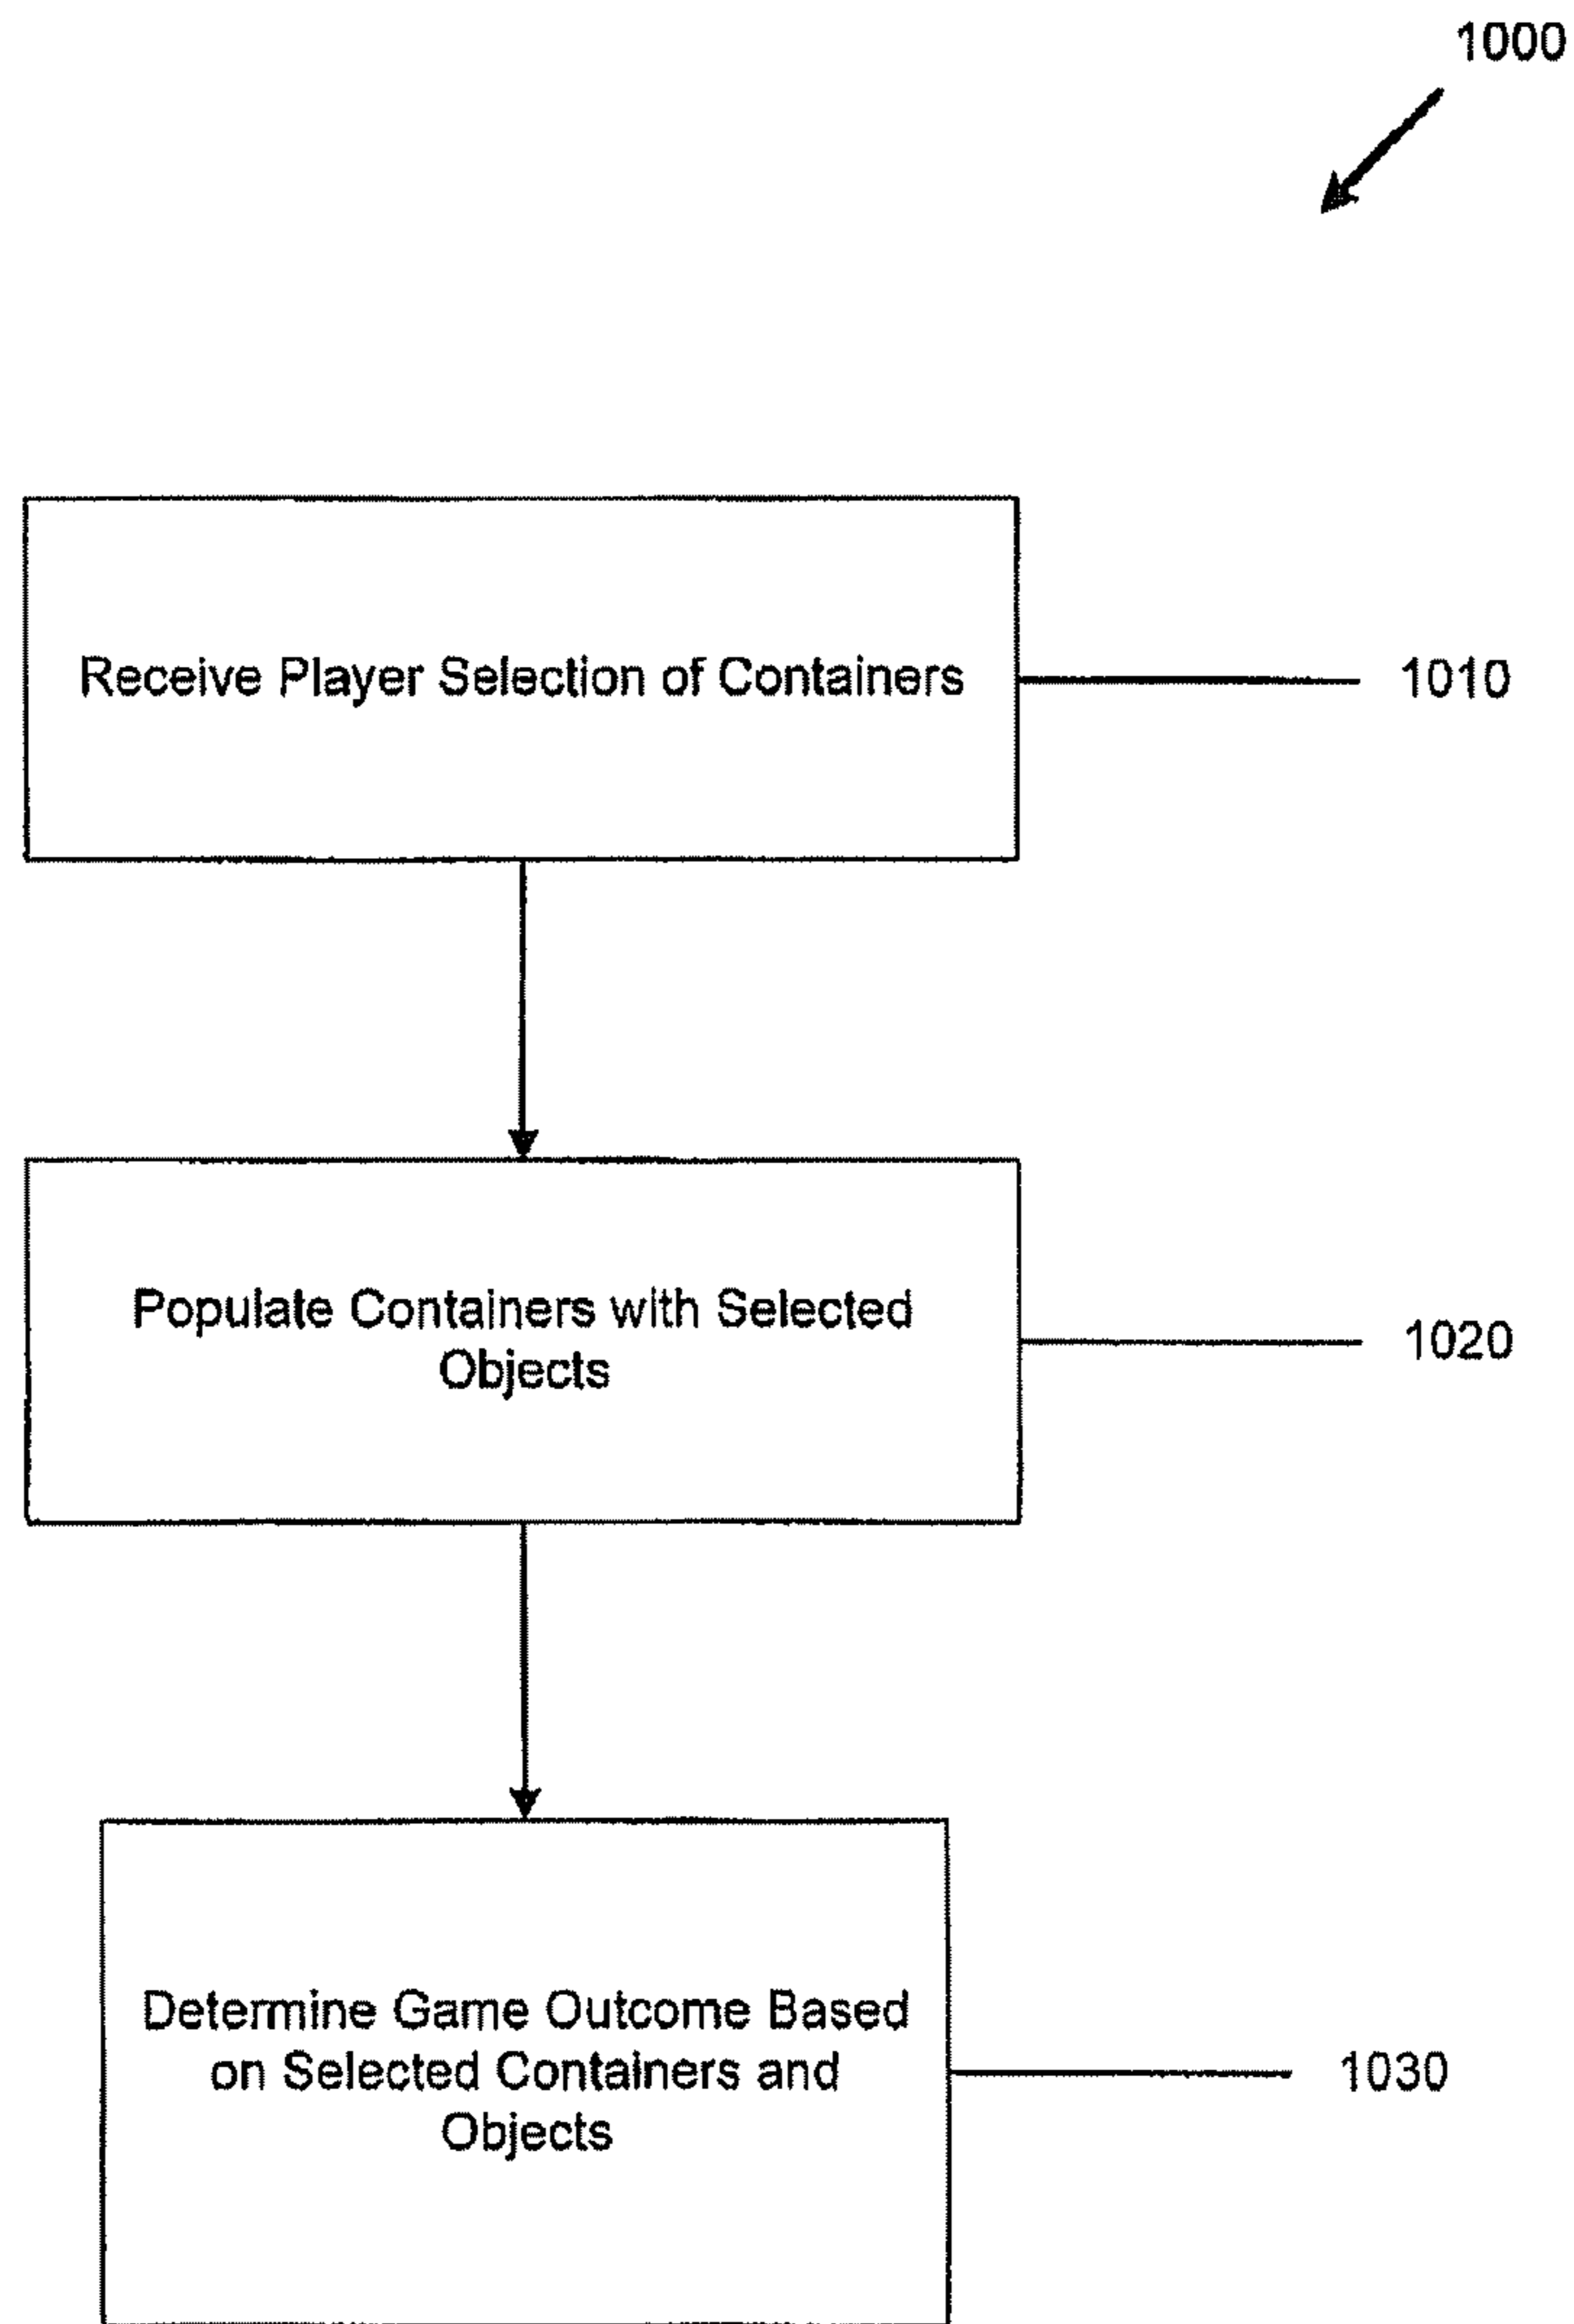 1000
Receive Player Selection of Containers
1010
Populate Containers with Selected
Objects
1020
Determine Game Outcome Based
on Selected Containers and
Objects
1030